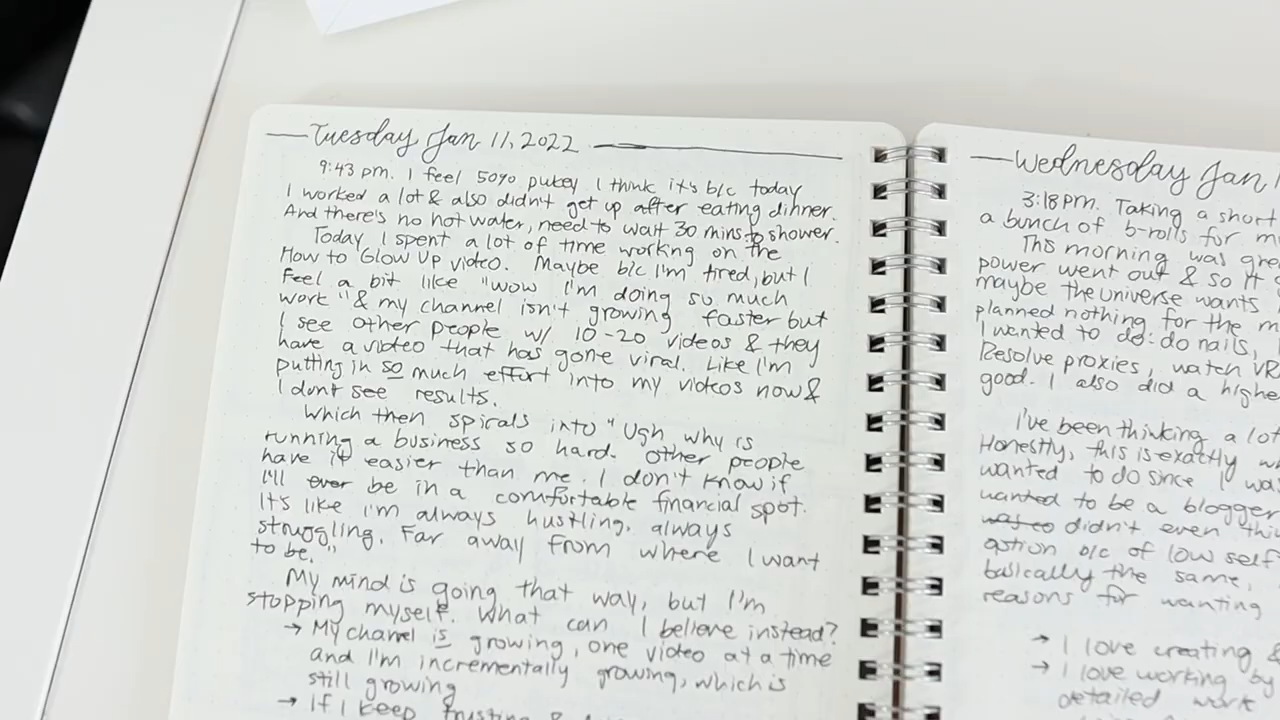 Tuesday Jan 11, 2022
9:43 pm. I feel 50% pukey I think it's b/c today
I worked a lot & also didn't get up after eating dinner.
And there's no hot water, need to wait 30 mins to shower.
Today I spent a lot of time working on the
How to Glow Up video. Maybe b/c I'm tired, but I
feel a bit like "wow I'm doing so much
work" & my channel isn't growing faster but
I see other people w/ 10-20 videos & they
have a video that has gone viral. Like I'm
putting in so much effort into my videos now &
I dont see results.
Which then spirals into "Ugh, why is
running a business so hard. Other people
have it easier than me. I don't know if
I'll ever be in a comfortable financial spot.
It's like I'm always hustling, always
struggling. Far away from where I want
to be."
My mind is going that way, but I'm
stopping myself. What can I believe instead?
→ My channel is growing, one video at a time
and I'm incrementally growing, which is
still growing
→ If I keep
Wednesday Jan
3:18pm. Taking a short
a bunch of b-rolls for
This morning was
power went out & so it
maybe the universe wants
planned nothing for the
I wanted to do: do nails,
Resolve proxies, watch
good. I also did a
I've been thinking a lot
Honestly, this is exactly
wanted to do since I
wanted to be a blogger
didn't even
option b/c of low self
basically the same,
reasons for wanting
→ I love creating &
→ I love working by
detailed work